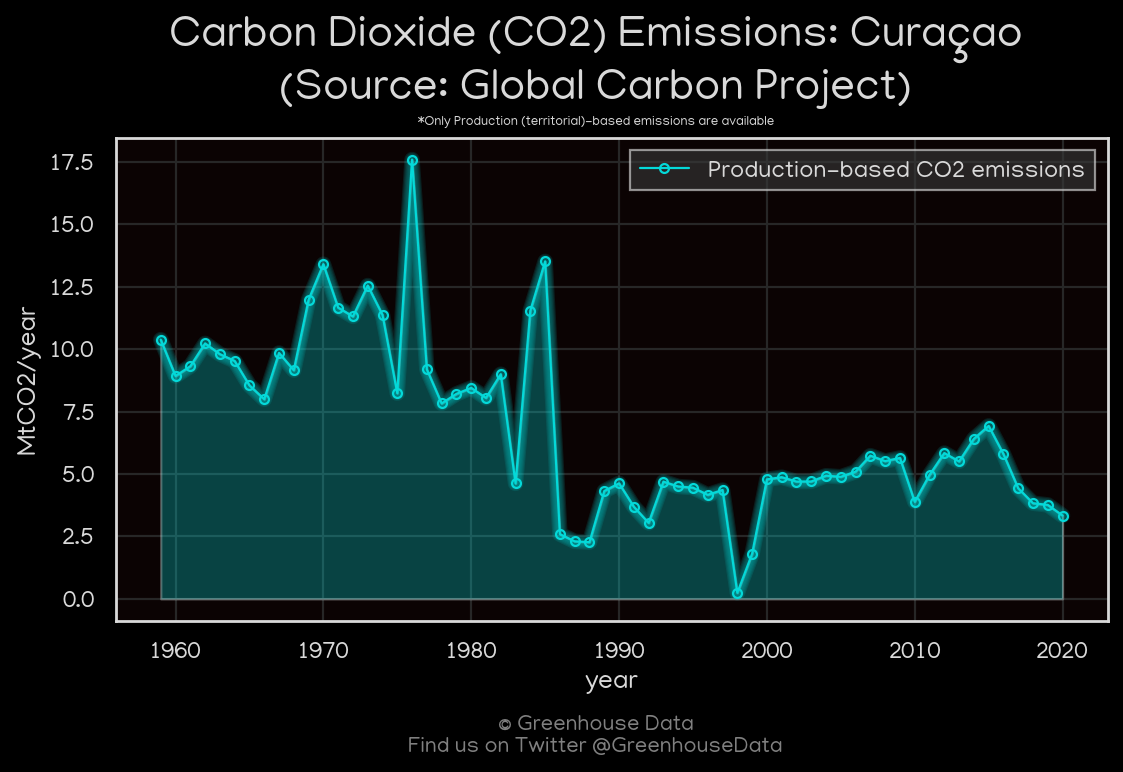 Carbon Dioxide (CO2) Emissions: Curaçao
(Source: Global Carbon Project)
*Only Production (territorial)-based emissions are available
Production-based CO2 emissions
MtCO2/year
17.5
15.0
12.5
10.0
7.5
5.0
2.5
0.0
1960 1970 1980 1990 2000 2010 2020
year
© Greenhouse Data
Find us on Twitter @GreenhouseData